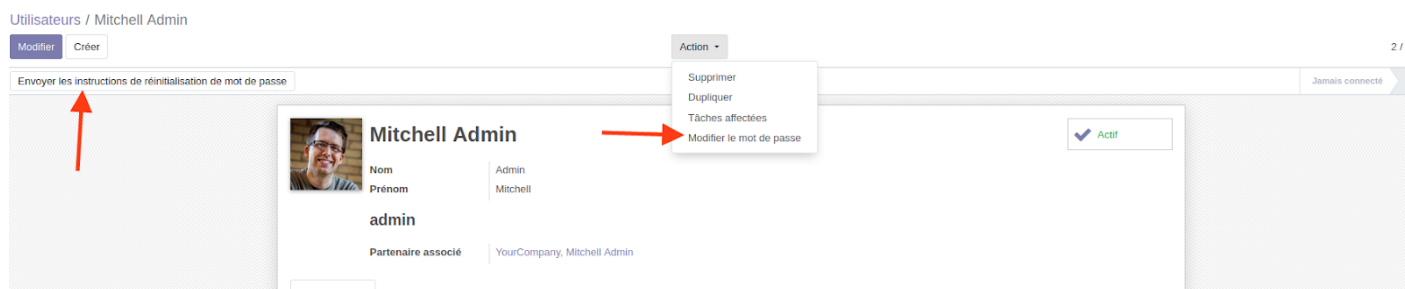 Utilisateurs / Mitchell Admin
Modifier Créer Action 2 /
Envoyer les instructions de réinitialisation de mot de passe Supprimer Jamais connecté
Dupliquer
Tâches affectées
Modifier le mot de passe
Mitchell Admin Actif
Nom Admin
Prénom Mitchell
admin
Partenaire associé YourCompany, Mitchell Admin